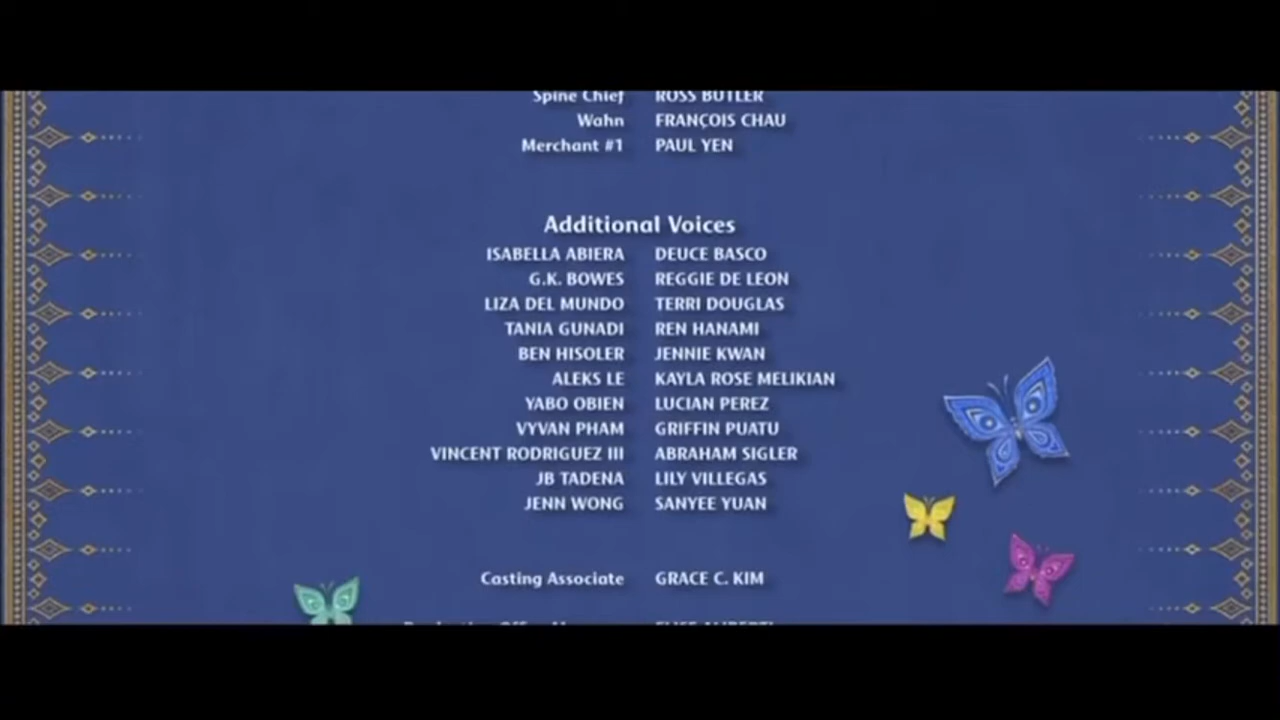 Spine Chief ROSS BUTLER
Wahn FRANÇOIS CHAU
Merchant #1 PAUL YEN
Additional Voices
ISABELLA ABIERA DEUCE BASCO
G.K. BOWES REGGIE DE LEON
LIZA DEL MUNDO TERRI DOUGLAS
TANIA GUNADI REN HANAMI
BEN HISOLER JENNIE KWAN
ALEKS LE KAYLA ROSE MELIKIAN
YABO OBIEN LUCIAN PEREZ
VYVAN PHAM GRIFFIN PUATU
VINCENT RODRIGUEZ III ABRAHAM SIGLER
JB TADENA LILY VILLEGAS
JENN WONG SANYEE YUAN
Casting Associate GRACE C. KIM